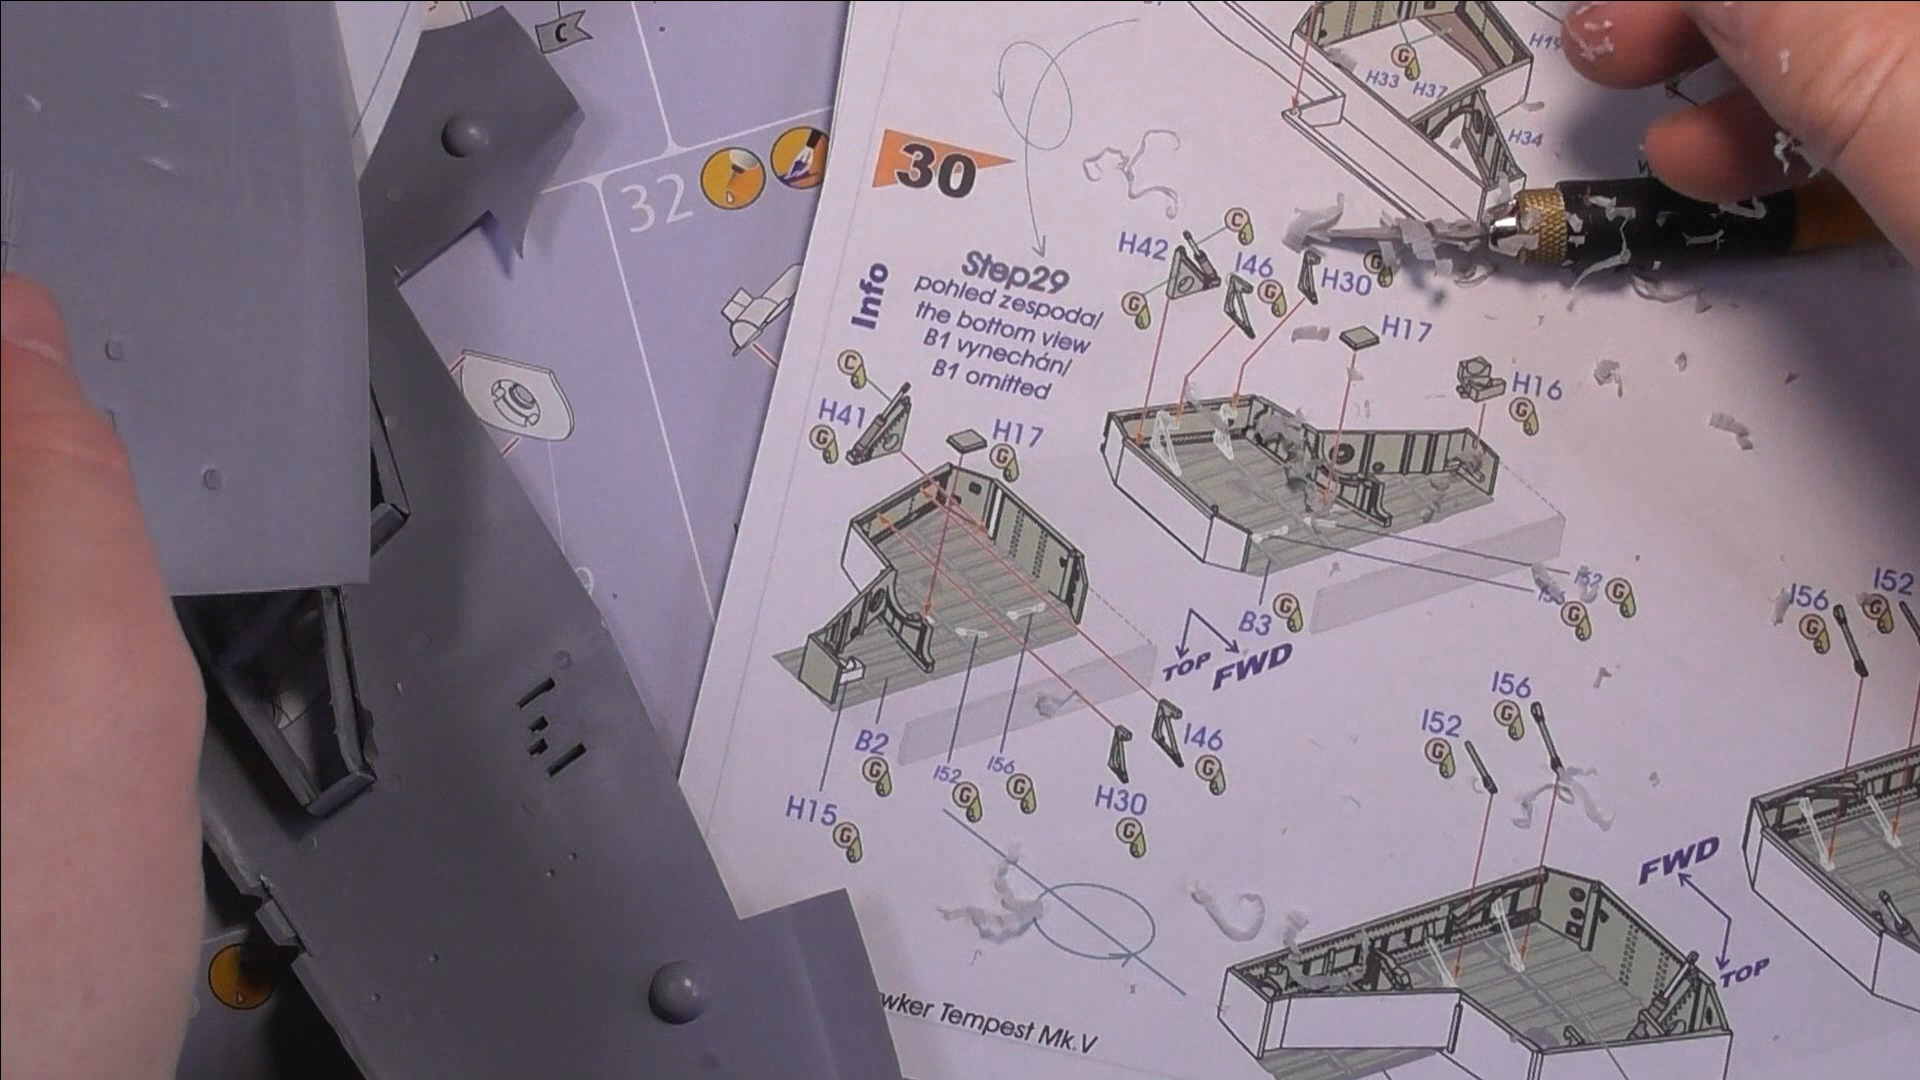 C
32
30
Info
Step29
pohled zespoda/
the bottom view
B1 vynechán/
B1 omitted
G
H33
H37
H34
H42
C
G
I46
G
H30
G
H17
H16
G
C
H41
G
H17
G
B3
G
I52
G
G
TOP
FWD
B2
G
H15
G
I52
G
I56
G
H30
G
I46
G
I56
G
I52
G
I52
G
I56
G
FWD
TOP
wker Tempest Mk.V